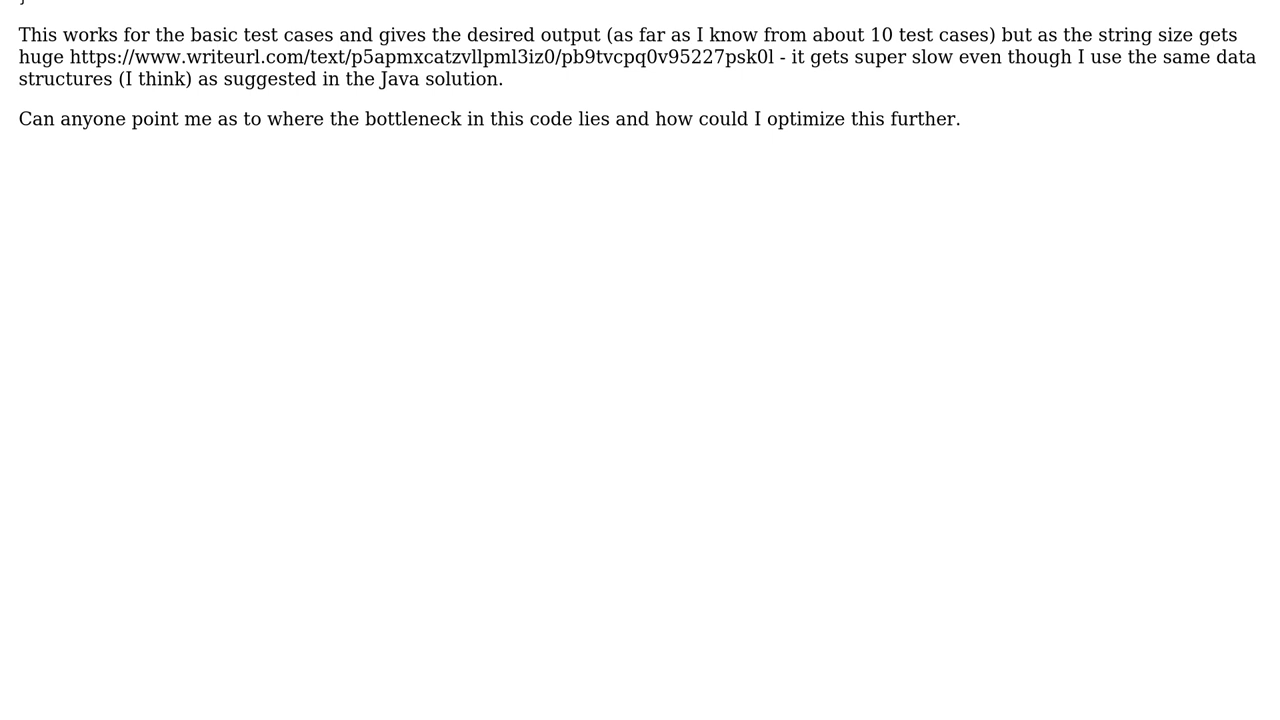 }
This works for the basic test cases and gives the desired output (as far as I know from about 10 test cases) but as the string size gets
huge https://www.writeurl.com/text/p5apmxcatzvllpml3iz0/pb9tvcpq0v95227psk0l - it gets super slow even though I use the same data
structures (I think) as suggested in the Java solution.
Can anyone point me as to where the bottleneck in this code lies and how could I optimize this further.